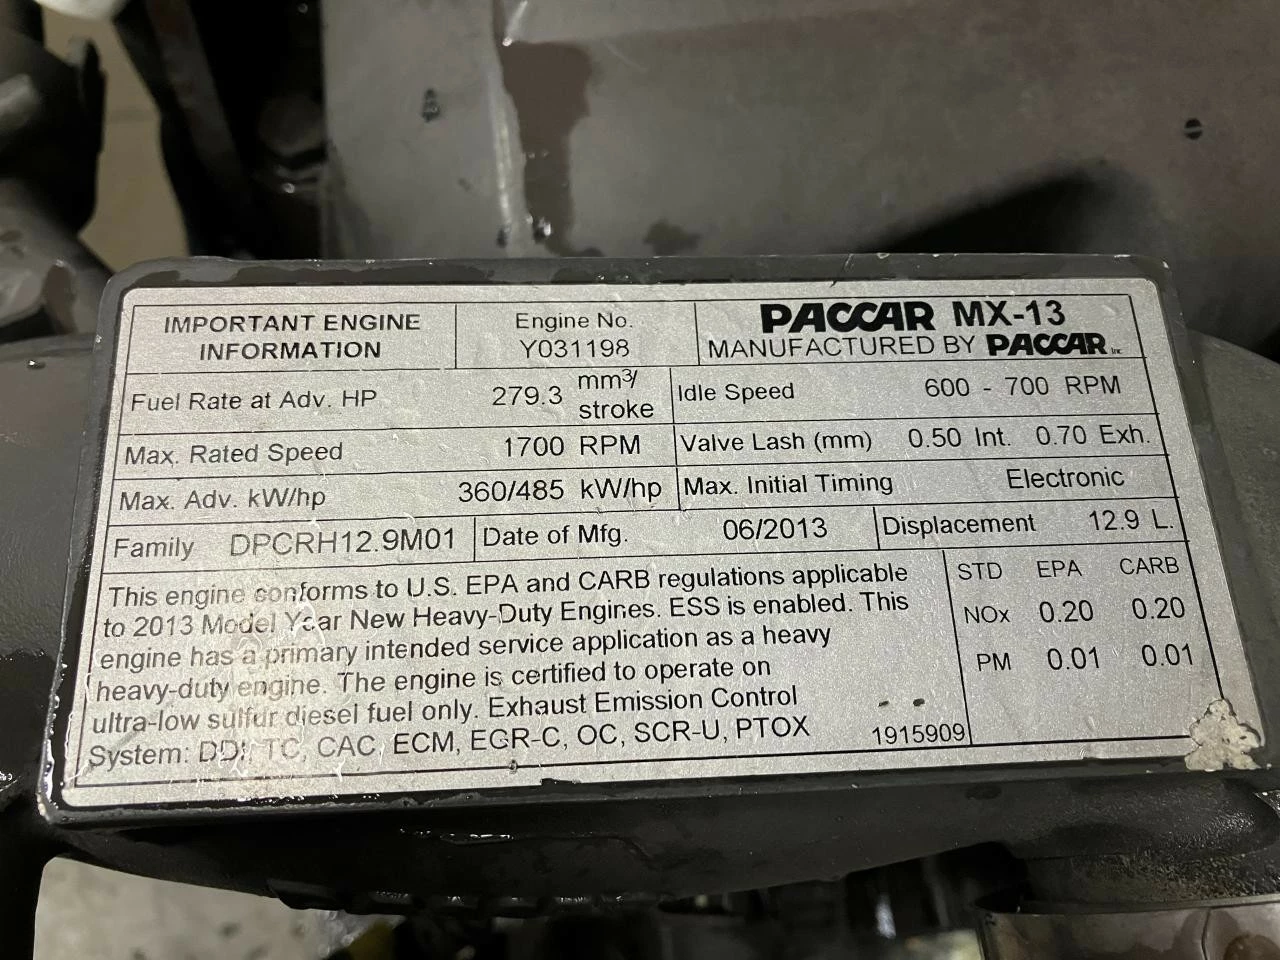 IMPORTANT ENGINE
INFORMATION
Engine No.
Y031198
PACCAR MX-13
MANUFACTURED BY PACCAR Inc
Fuel Rate at Adv. HP 279.3 mm3/
stroke
Idle Speed 600 - 700 RPM
Max. Rated Speed 1700 RPM
Valve Lash (mm) 0.50 Int. 0.70 Exh.
Max. Adv. kW/hp 360/485 kW/hp
Max. Initial Timing Electronic
Family DPCRH12.9M01
Date of Mfg. 06/2013
Displacement 12.9 L.
This engine conforms to U.S. EPA and CARB regulations applicable
to 2013 Model Year New Heavy-Duty Engines. ESS is enabled. This
engine has a primary intended service application as a heavy
heavy-duty engine. The engine is certified to operate on
ultra-low sulfur diesel fuel only. Exhaust Emission Control
System: DDI, TC, CAC, ECM, EGR-C, OC, SCR-U, PTOX
1915909
STD EPA CARB
NOx 0.20 0.20
PM 0.01 0.01